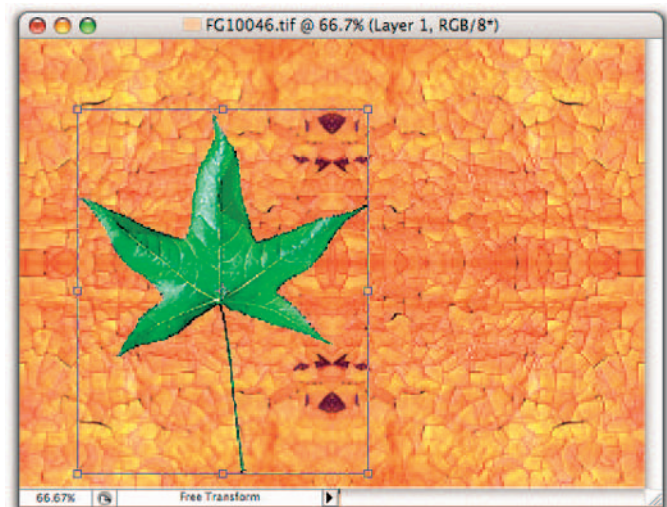 FG10046.tif @ 66.7% (Layer 1, RGB/8*)
66.67% Free Transform